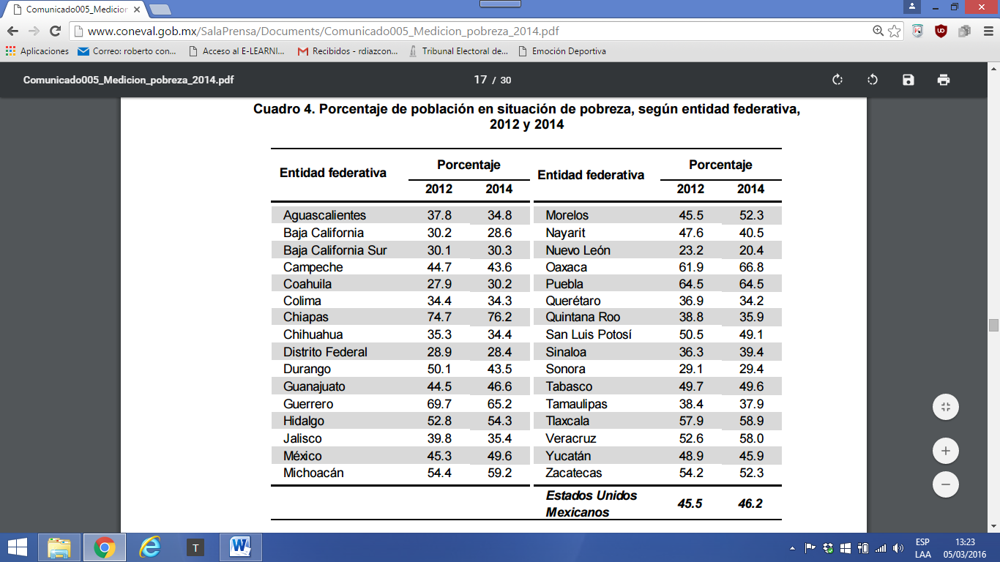 Comunicado005_Medicion
www.coneval.gob.mx/SalaPrensa/Documents/Comunicado005_Medicion_pobreza_2014.pdf
Aplicaciones Correo: roberto con... Acceso al E-LEARNI... Recibidos - rdiazcon... Tribunal Electoral de... Emoción Deportiva
Comunicado005_Medicion_pobreza_2014.pdf 17 / 30
Cuadro 4. Porcentaje de población en situación de pobreza, según entidad federativa,
2012 y 2014
Entidad federativa Porcentaje Entidad federativa Porcentaje
2012 2014 2012 2014
Aguascalientes 37.8 34.8 Morelos 45.5 52.3
Baja California 30.2 28.6 Nayarit 47.6 40.5
Baja California Sur 30.1 30.3 Nuevo León 23.2 20.4
Campeche 44.7 43.6 Oaxaca 61.9 66.8
Coahuila 27.9 30.2 Puebla 64.5 64.5
Colima 34.4 34.3 Querétaro 36.9 34.2
Chiapas 74.7 76.2 Quintana Roo 38.8 35.9
Chihuahua 35.3 34.4 San Luis Potosí 50.5 49.1
Distrito Federal 28.9 28.4 Sinaloa 36.3 39.4
Durango 50.1 43.5 Sonora 29.1 29.4
Guanajuato 44.5 46.6 Tabasco 49.7 49.6
Guerrero 69.7 65.2 Tamaulipas 38.4 37.9
Hidalgo 52.8 54.3 Tlaxcala 57.9 58.9
Jalisco 39.8 35.4 Veracruz 52.6 58.0
México 45.3 49.6 Yucatán 48.9 45.9
Michoacán 54.4 59.2 Zacatecas 54.2 52.3
Estados Unidos
Mexicanos 45.5 46.2
T
ESP 13:23
LAA 05/03/2016